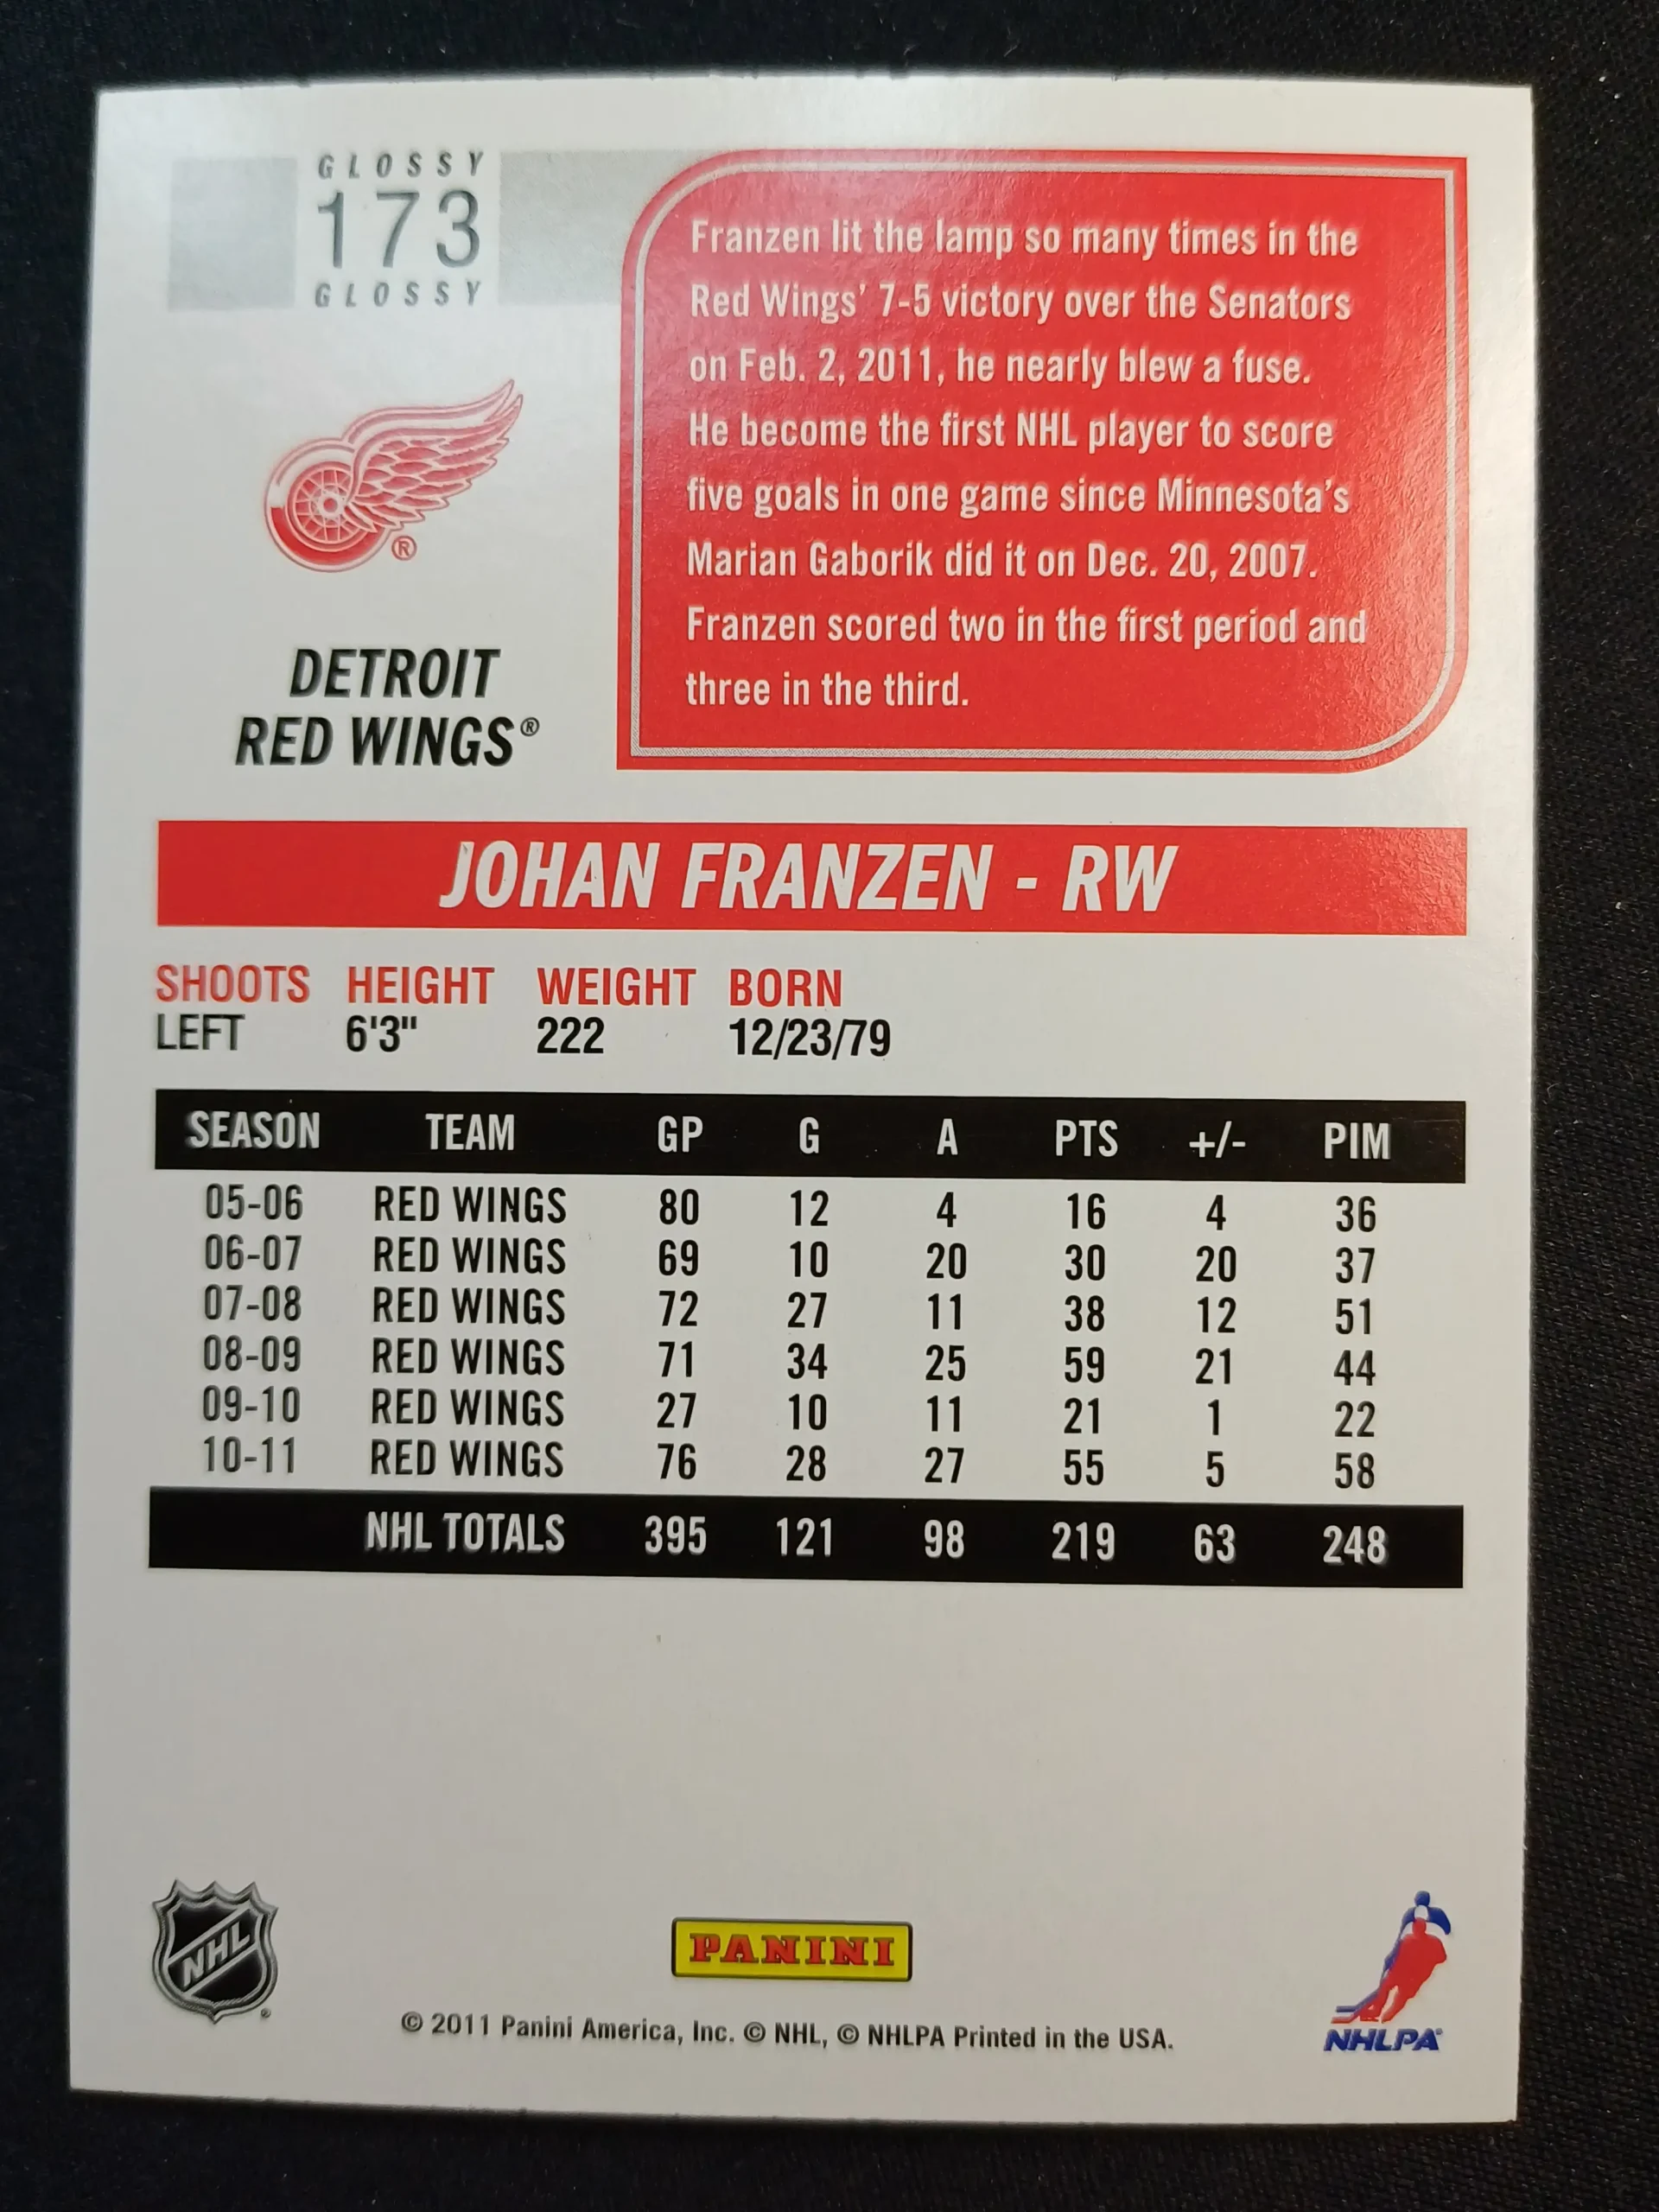 GLOSSY
173
GLOSSY
Franzen lit the lamp so many times in the
Red Wings' 7-5 victory over the Senators
on Feb. 2, 2011, he nearly blew a fuse.
He become the first NHL player to score
five goals in one game since Minnesota's
Marian Gaborik did it on Dec. 20, 2007.
Franzen scored two in the first period and
three in the third.
®
DETROIT
RED WINGS®
JOHAN FRANZEN - RW
SHOOTS HEIGHT WEIGHT BORN
LEFT 6'3" 222 12/23/79
SEASON TEAM GP G A PTS +/- PIM
05-06 RED WINGS 80 12 4 16 4 36
06-07 RED WINGS 69 10 20 30 20 37
07-08 RED WINGS 72 27 11 38 12 51
08-09 RED WINGS 71 34 25 59 21 44
09-10 RED WINGS 27 10 11 21 1 22
10-11 RED WINGS 76 28 27 55 5 58
NHL TOTALS 395 121 98 219 63 248
NHL
PANINI
NHLPA
© 2011 Panini America, Inc. © NHL, © NHLPA Printed in the USA.